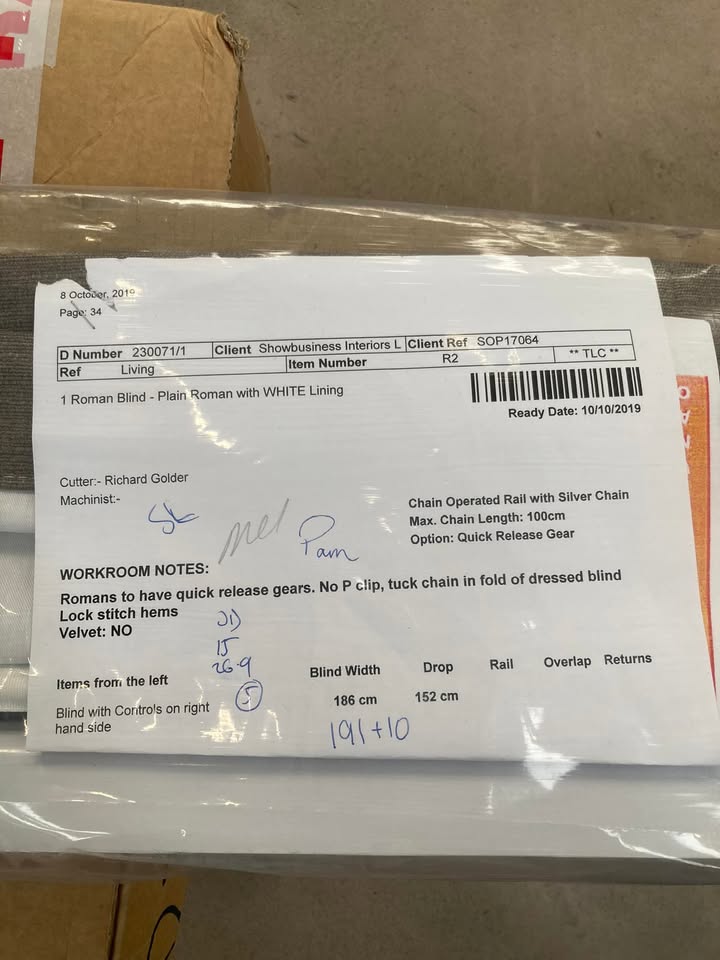 8 October, 2019
Page: 34
D Number 230071/1 Client Showbusiness Interiors L Client Ref SOP17064
Ref Living Item Number R2 ** TLC **
1 Roman Blind - Plain Roman with WHITE Lining
Ready Date: 10/10/2019
Cutter:- Richard Golder
Machinist:-
Chain Operated Rail with Silver Chain
Max. Chain Length: 100cm
Option: Quick Release Gear
mel Pam
WORKROOM NOTES:
Romans to have quick release gears. No P clip, tuck chain in fold of dressed blind
Lock stitch hems
Velvet: NO
15
26.9
5
Items from the left Blind Width Drop Rail Overlap Returns
Blind with Controls on right 186 cm 152 cm
hand side
191+10